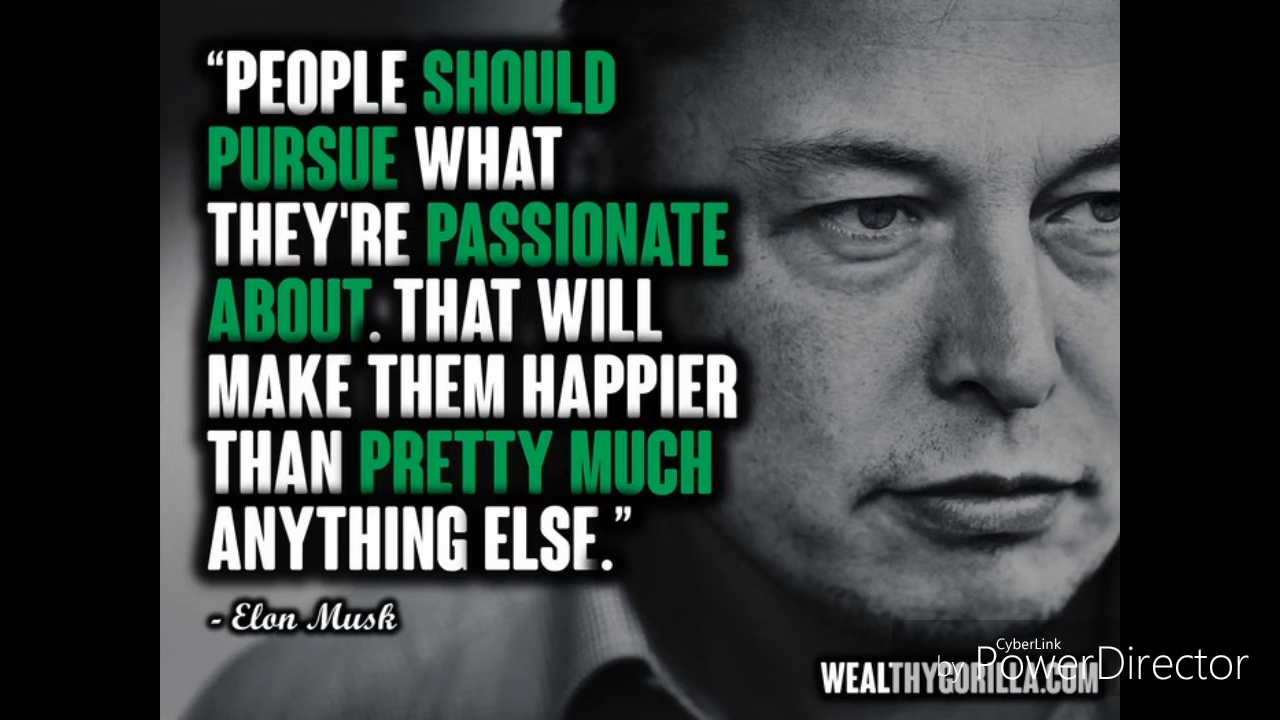 “PEOPLE SHOULD
PURSUE WHAT
THEY'RE PASSIONATE
ABOUT. THAT WILL
MAKE THEM HAPPIER
THAN PRETTY MUCH
ANYTHING ELSE.”
- Elon Musk
CyberLink
by PowerDirector
WEALTHYGORILLA.COM